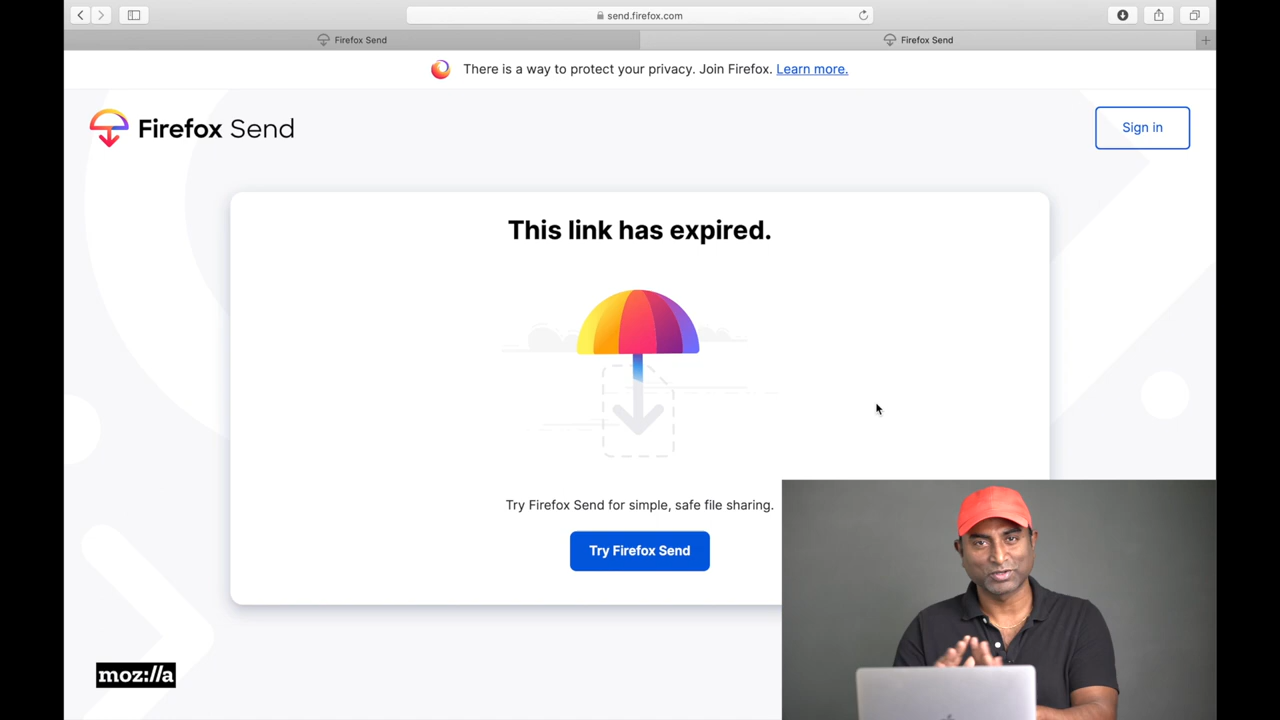 send.firefox.com
Firefox Send
Firefox Send
There is a way to protect your privacy. Join Firefox. Learn more.
Firefox Send
Sign in
This link has expired.
Try Firefox Send for simple, safe file sharing.
Try Firefox Send
moz://a